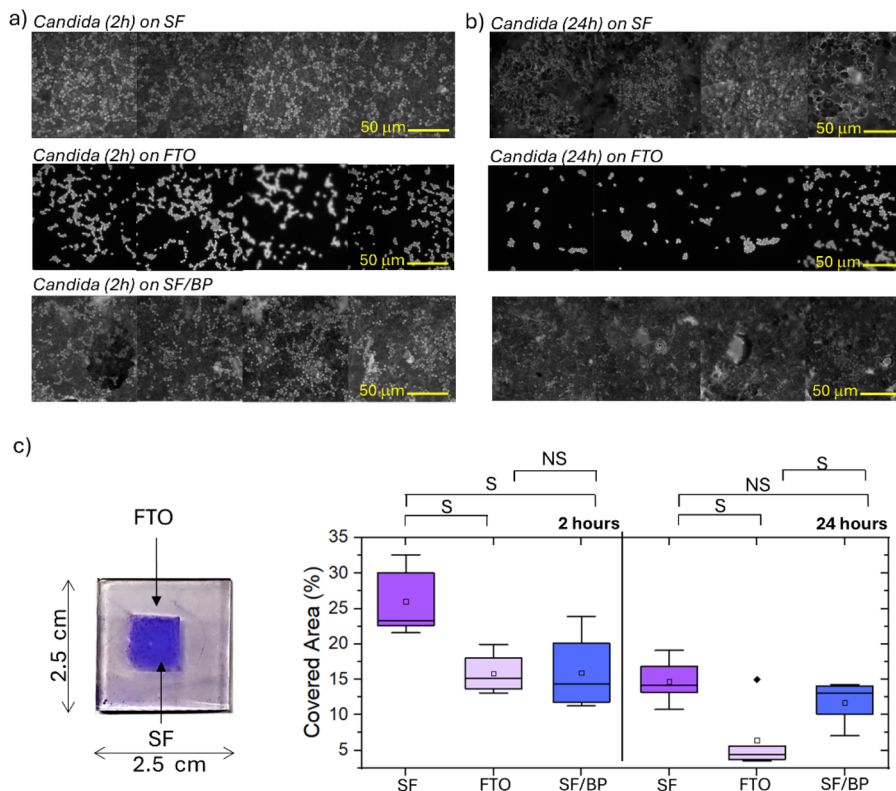 a)
Candida (2h) on SF
50 µm
Candida (2h) on FTO
50 µm
Candida (2h) on SF/BP
50 µm
b)
Candida (24h) on SF
50 µm
Candida (24h) on FTO
50 µm
50 µm
c)
FTO
2.5 cm
SF
2.5 cm
NS
S
S
2 hours
S
NS
S
24 hours
Covered Area (%)
35
30
25
20
15
10
5
SF
FTO
SF/BP
SF
FTO
SF/BP